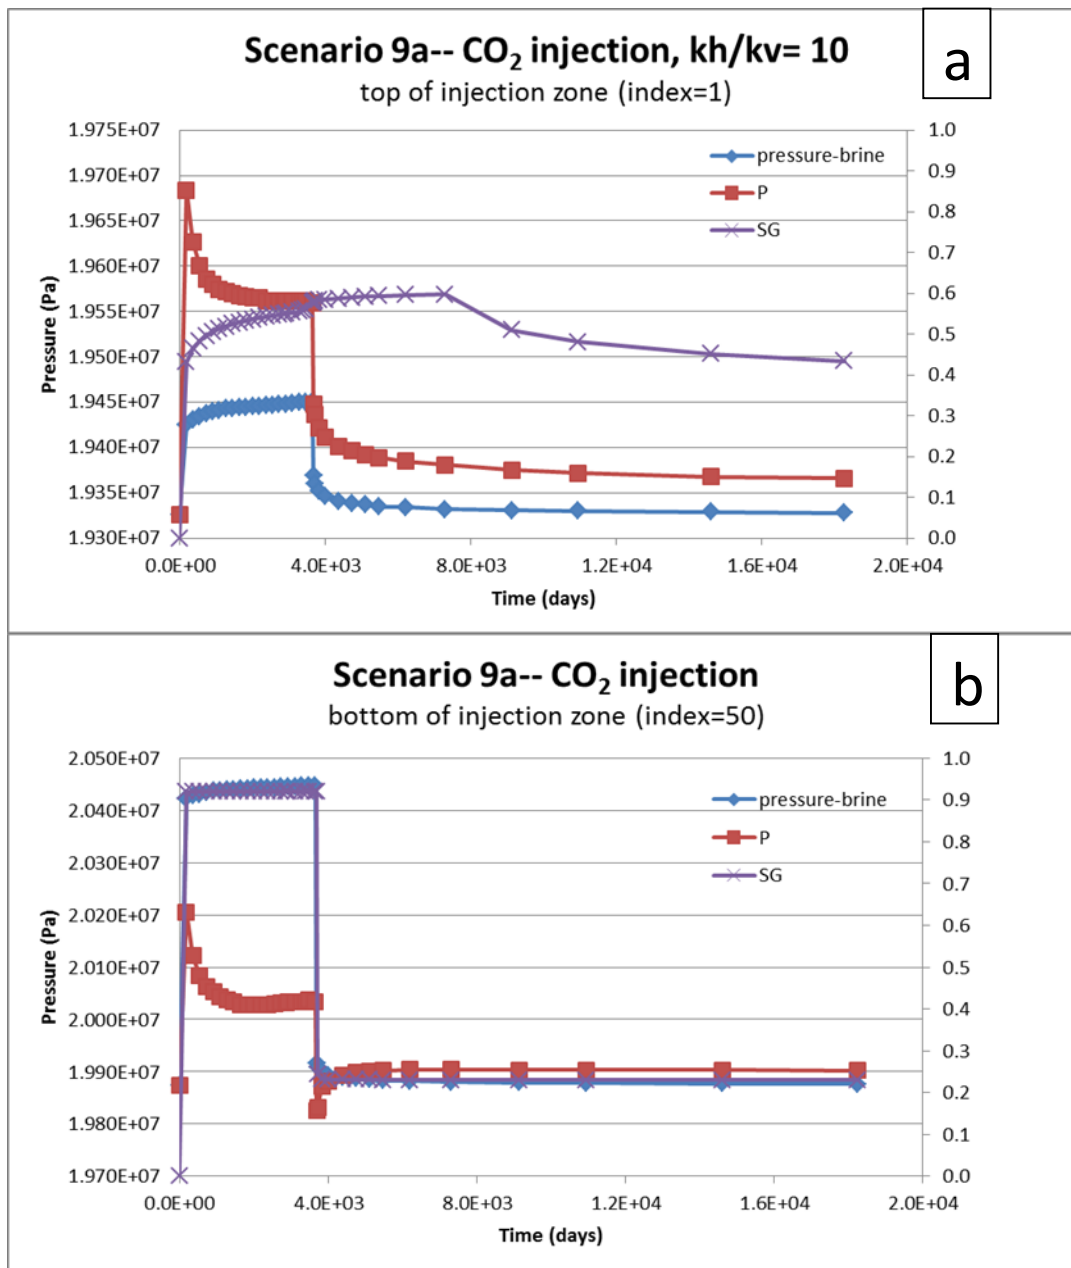 Scenario 9a-- CO₂ injection, kh/kv= 10
a
top of injection zone (index=1)
1.975E+07
1.970E+07
1.965E+07
1.960E+07
1.955E+07
1.950E+07
1.945E+07
1.940E+07
1.935E+07
1.930E+07
Pressure (Pa)
pressure-brine
P
SG
1.0
0.9
0.8
0.7
0.6
0.5
0.4
0.3
0.2
0.1
0.0
0.0E+00 4.0E+03 8.0E+03 1.2E+04 1.6E+04 2.0E+04
Time (days)
Scenario 9a-- CO₂ injection
b
bottom of injection zone (index=50)
2.050E+07
2.040E+07
2.030E+07
2.020E+07
2.010E+07
2.000E+07
1.990E+07
1.980E+07
1.970E+07
Pressure (Pa)
pressure-brine
P
SG
1.0
0.9
0.8
0.7
0.6
0.5
0.4
0.3
0.2
0.1
0.0
0.0E+00 4.0E+03 8.0E+03 1.2E+04 1.6E+04 2.0E+04
Time (days)